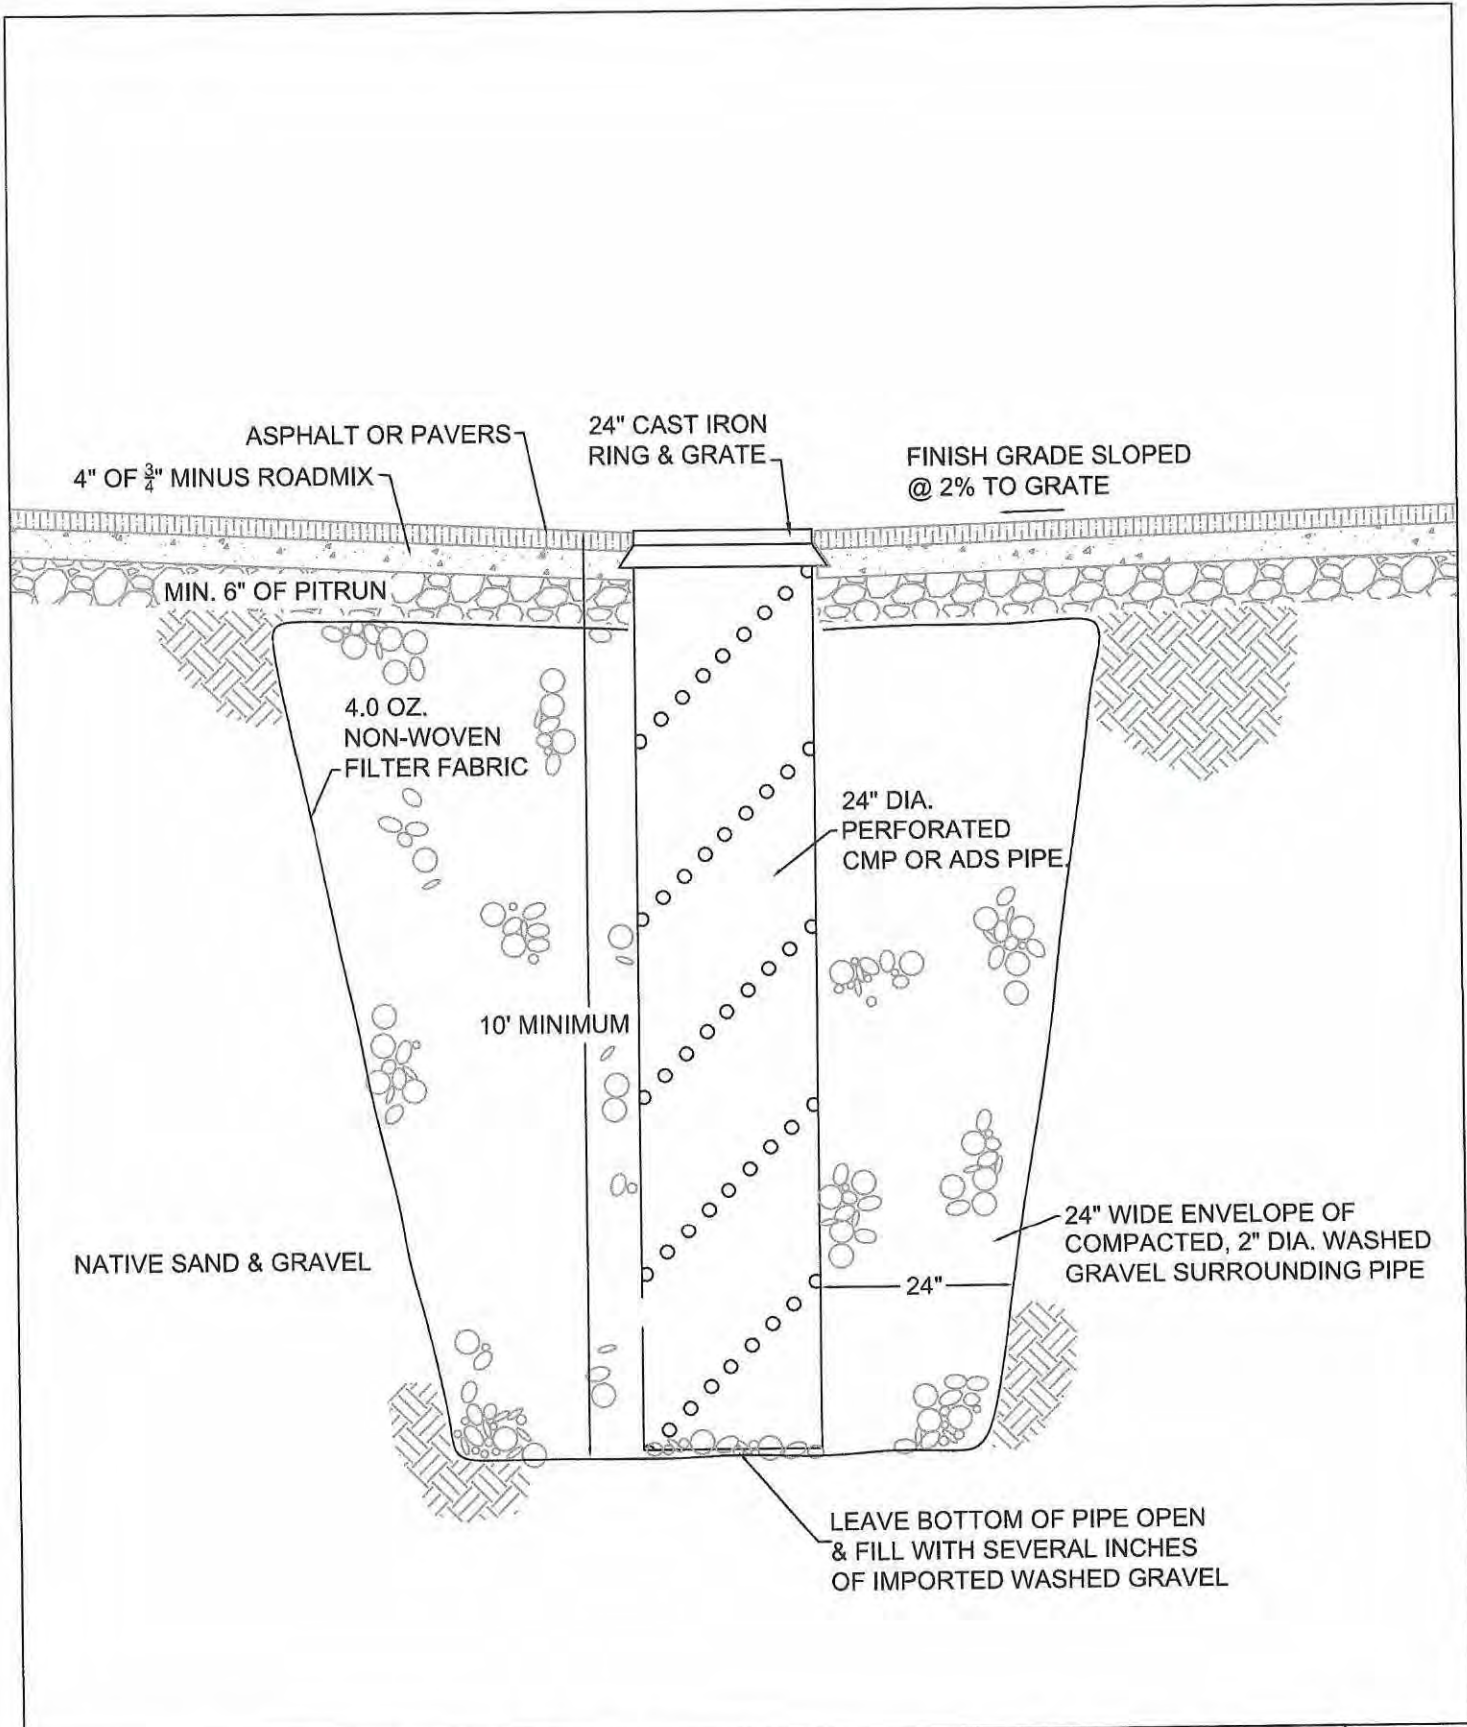 ASPHALT OR PAVERS
4" OF 3/4" MINUS ROADMIX
24" CAST IRON
RING & GRATE
FINISH GRADE SLOPED
@ 2% TO GRATE
MIN. 6" OF PITRUN
4.0 OZ.
NON-WOVEN
FILTER FABRIC
24" DIA.
PERFORATED
CMP OR ADS PIPE.
10' MINIMUM
NATIVE SAND & GRAVEL
24" WIDE ENVELOPE OF
COMPACTED, 2" DIA. WASHED
GRAVEL SURROUNDING PIPE
24"
LEAVE BOTTOM OF PIPE OPEN
& FILL WITH SEVERAL INCHES
OF IMPORTED WASHED GRAVEL